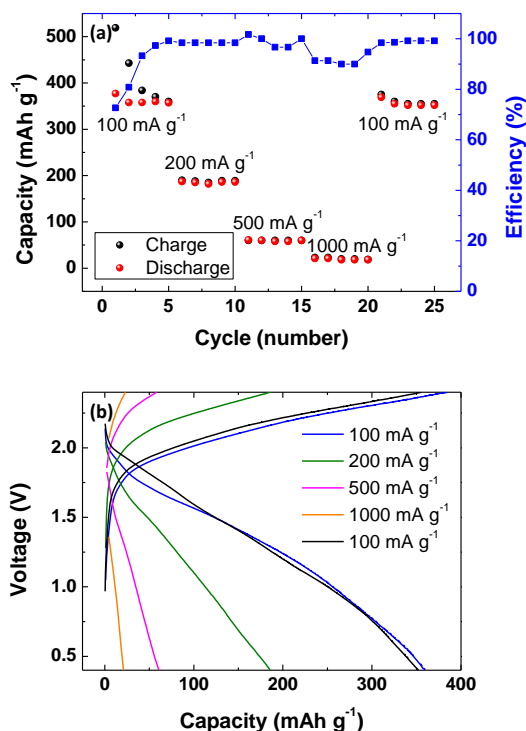 (a)
500
400
300
200
100
0
Capacity (mAh g-1)
100
80
60
40
20
0
Efficiency (%)
100 mA g-1
200 mA g-1
500 mA g-1
1000 mA g-1
100 mA g-1
Charge
Discharge
0 5 10 15 20 25
Cycle (number)
(b)
2.0
1.5
1.0
0.5
Voltage (V)
100 mA g-1
200 mA g-1
500 mA g-1
1000 mA g-1
100 mA g-1
0 100 200 300 400
Capacity (mAh g-1)